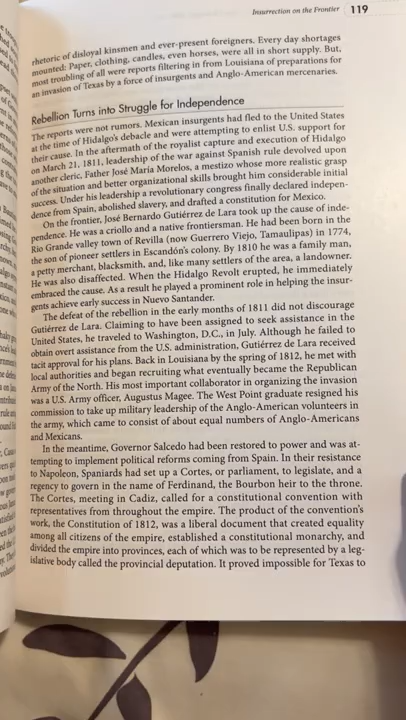 Insurrection on the Frontier 119
rhetoric of disloyal kinsmen and ever-present foreigners. Every day shortages
mounted: Paper, clothing, candles, even horses, were all in short supply. But,
most troubling of all were reports filtering in from Louisiana of preparations for
an invasion of Texas by a force of insurgents and Anglo-American mercenaries.
Rebellion Turns into Struggle for Independence
The reports were not rumors. Mexican insurgents had fled to the United States
at the time of Hidalgo's debacle and were attempting to enlist U.S. support for
their cause. In the aftermath of the royalist capture and execution of Hidalgo
on March 21, 1811, leadership of the war against Spanish rule devolved upon
another cleric, Father José María Morelos, a mestizo whose more realistic grasp
of the situation and better organizational skills brought him considerable initial
success. Under his leadership a revolutionary congress finally declared indepen-
dence from Spain, abolished slavery, and drafted a constitution for Mexico.
On the frontier, José Bernardo Gutiérrez de Lara took up the cause of inde-
pendence. He was a criollo and a native frontiersman. He had been born in the
Rio Grande valley town of Revilla (now Guerrero Viejo, Tamaulipas) in 1774,
the son of pioneer settlers in Escandón's colony. By 1810 he was a family man,
a petty merchant, blacksmith, and, like many settlers of the area, a landowner.
He was also disaffected. When the Hidalgo Revolt erupted, he immediately
embraced the cause. As a result he played a prominent role in helping the insur-
gents achieve early success in Nuevo Santander.
The defeat of the rebellion in the early months of 1811 did not discourage
Gutiérrez de Lara. Claiming to have been assigned to seek assistance in the
United States, he traveled to Washington, D.C., in July. Although he failed to
obtain overt assistance from the U.S. administration, Gutiérrez de Lara received
tacit approval for his plans. Back in Louisiana by the spring of 1812, he met with
local authorities and began recruiting what eventually became the Republican
Army of the North. His most important collaborator in organizing the invasion
was a U.S. Army officer, Augustus Magee. The West Point graduate resigned his
commission to take up military leadership of the Anglo-American volunteers in
the army, which came to consist of about equal numbers of Anglo-Americans
and Mexicans.
In the meantime, Governor Salcedo had been restored to power and was at-
tempting to implement political reforms coming from Spain. In their resistance
to Napoleon, Spaniards had set up a Cortes, or parliament, to legislate, and a
regency to govern in the name of Ferdinand, the Bourbon heir to the throne.
The Cortes, meeting in Cadiz, called for a constitutional convention with
representatives from throughout the empire. The product of the convention's
work, the Constitution of 1812, was a liberal document that created equality
among all citizens of the empire, established a constitutional monarchy, and
divided the empire into provinces, each of which was to be represented by a leg-
islative body called the provincial deputation. It proved impossible for Texas to